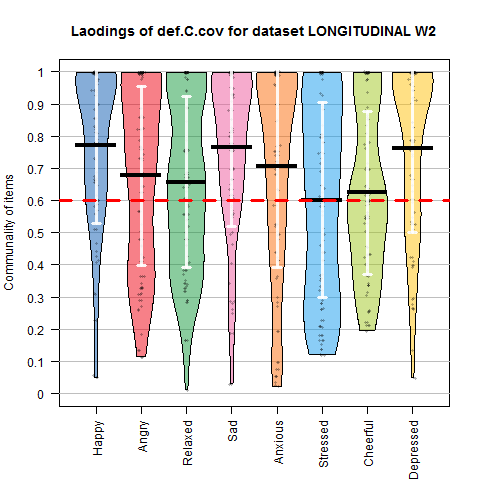 Laodings of def.C.cov for dataset LONGITUDINAL W2
Communality of items
1
0.9
0.8
0.7
0.6
0.5
0.4
0.3
0.2
0.1
0
Happy
Angry
Relaxed
Sad
Anxious
Stressed
Cheerful
Depressed